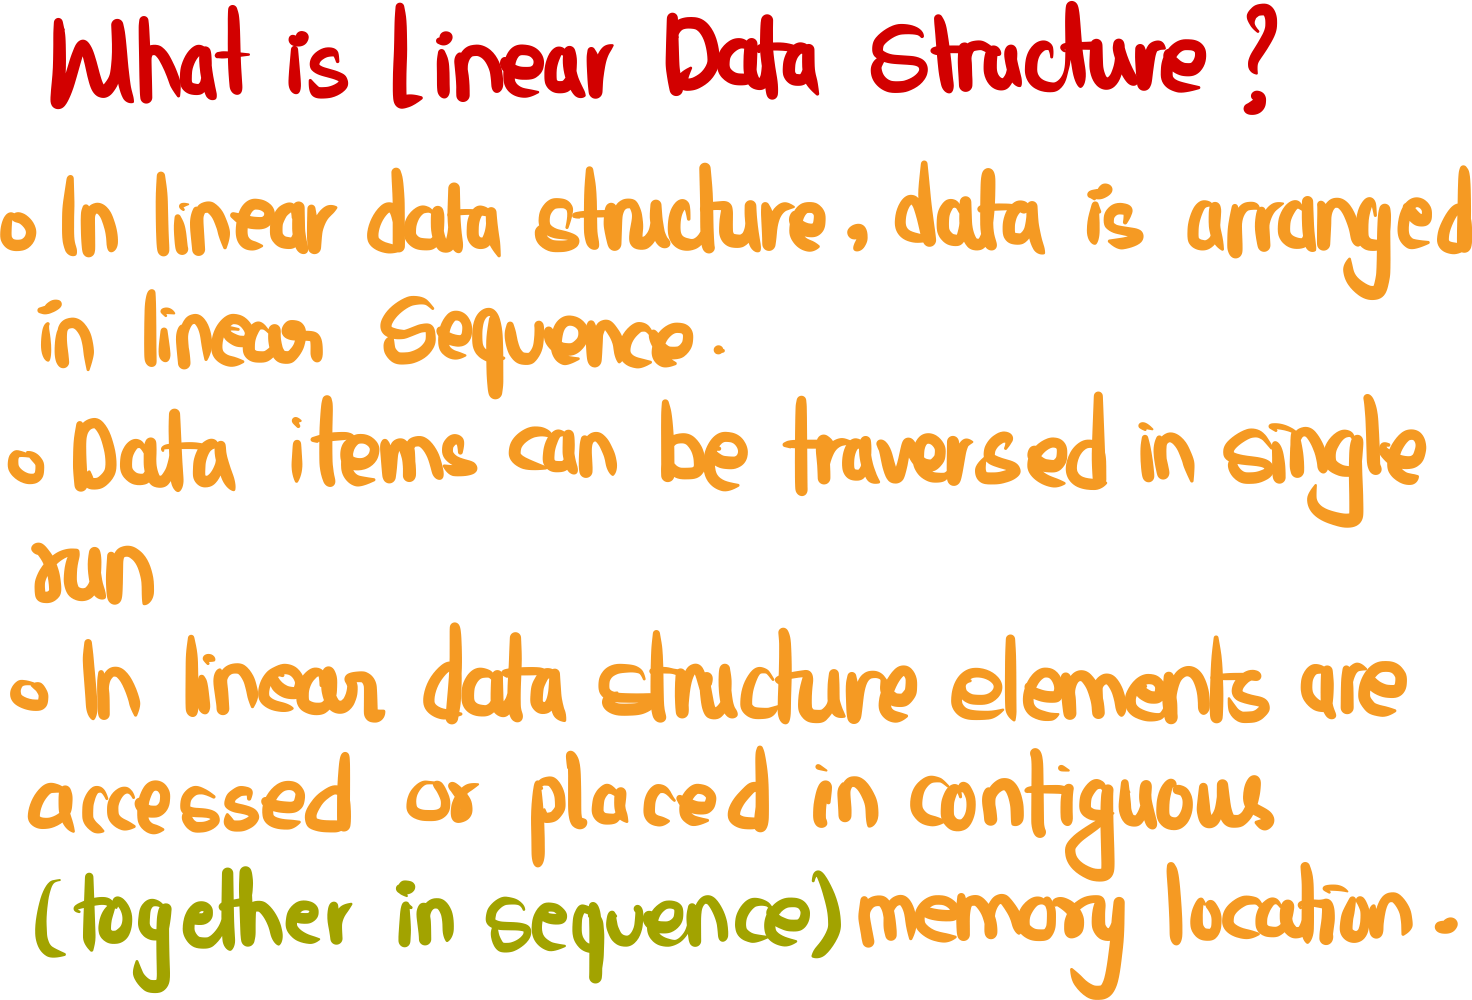 What is Linear Data Structure?
o In linear data structure, data is arranged
in linear Sequence.
o Data items can be traversed in single
run
o In linear data structure elements are
accessed or placed in contiguous
(together in sequence) memory location.